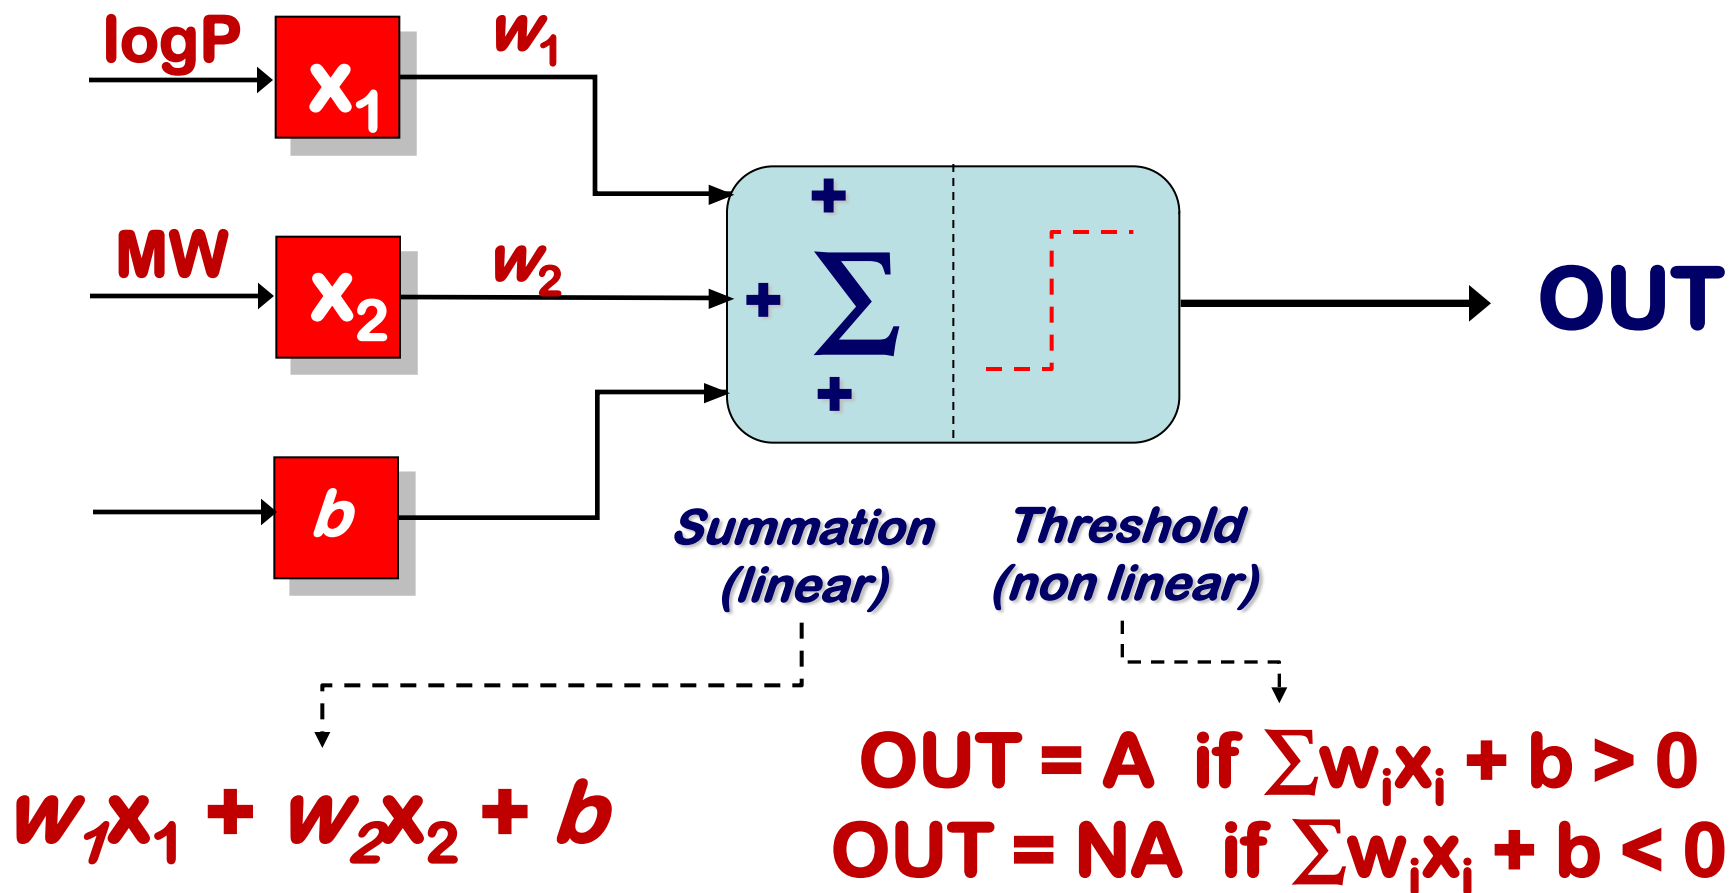 logP
x₁
w₁
MW
x₂
w₂
b
+
+ Σ
+
OUT
Summation
(linear)
Threshold
(non linear)
w₁x₁ + w₂x₂ + b
OUT = A if ∑wᵢxᵢ + b > 0
OUT = NA if ∑wᵢxᵢ + b < 0